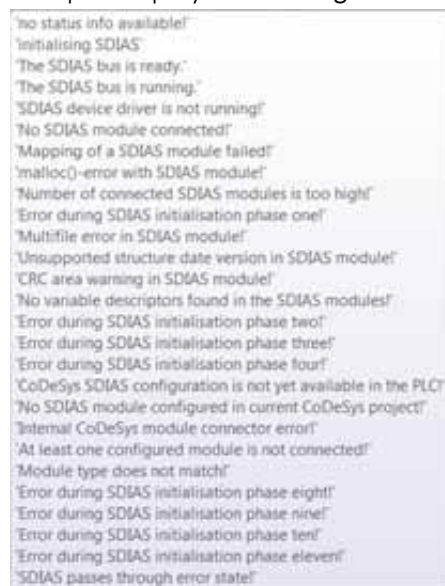 'no status info available!'
'initialising SDIAS'
'The SDIAS bus is ready.'
'The SDIAS bus is running.'
'SDIAS device driver is not running!'
'No SDIAS module connected!'
'Mapping of a SDIAS module failed!'
'malloc()-error with SDIAS module!'
'Number of connected SDIAS modules is too high!'
'Error during SDIAS initialisation phase one!'
'Multifile error in SDIAS module!'
'Unsupported structure date version in SDIAS module!'
'CRC area warning in SDIAS module!'
'No variable descriptors found in the SDIAS modules!'
'Error during SDIAS initialisation phase two!'
'Error during SDIAS initialisation phase three!'
'Error during SDIAS initialisation phase four!'
'CoDeSys SDIAS configuration is not yet available in the PLC!'
'No SDIAS module configured in current CoDeSys project!'
'Internal CoDeSys module connector error!'
'At least one configured module is not connected!'
'Module type does not match!'
'Error during SDIAS initialisation phase eight!'
'Error during SDIAS initialisation phase nine!'
'Error during SDIAS initialisation phase ten!'
'Error during SDIAS initialisation phase eleven!'
'SDIAS passes through error state!'